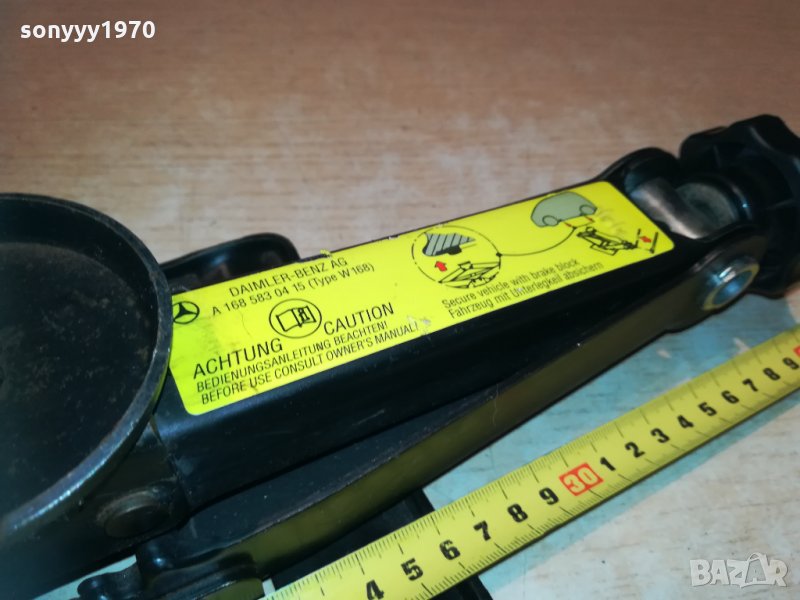 sonyyy1970
DAIMLER-BENZ AG
A 168 583 04 15 (Type W168)
ACHTUNG CAUTION
BEDIENUNGSANLEITUNG BEACHTEN!
BEFORE USE CONSULT OWNER'S MANUAL!
Secure vehicle with brake block
Fahrzeug mit Unterlegkeil absichern
4 5 6 7 8 9 30 1 2 3 4 5 6 7 8 9
BAZAR